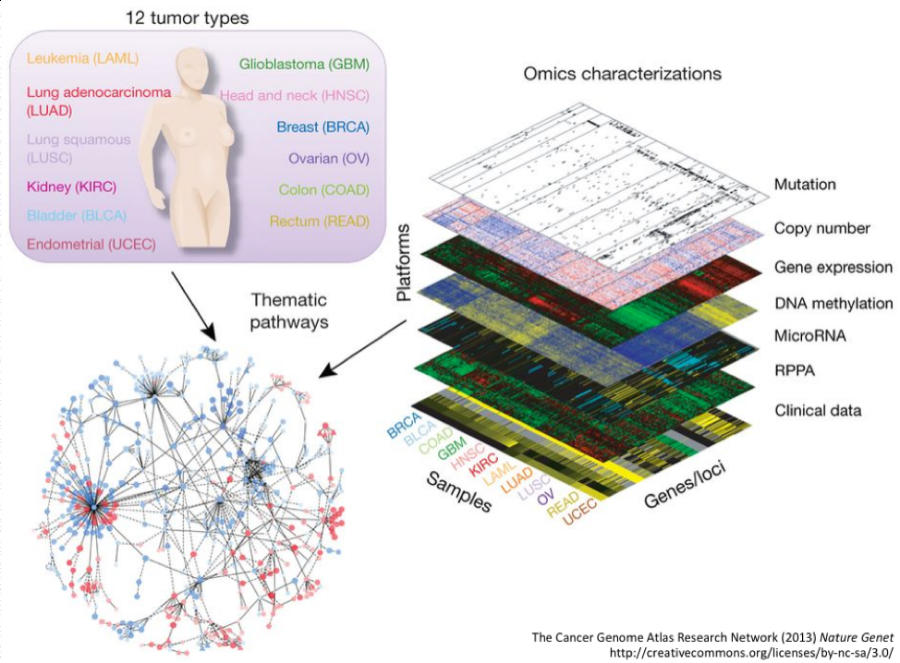 12 tumor types
Leukemia (LAML)
Lung adenocarcinoma
(LUAD)
Lung squamous
(LUSC)
Kidney (KIRC)
Bladder (BLCA)
Endometrial (UCEC)
Glioblastoma (GBM)
Head and neck (HNSC)
Breast (BRCA)
Ovarian (OV)
Colon (COAD)
Rectum (READ)
Thematic
pathways
Omics characterizations
Platforms
Mutation
Copy number
Gene expression
DNA methylation
MicroRNA
RPPA
Clinical data
BRCA
BLCA
COAD
GBM
HNSC
KIRC
LAML
LUAD
LUSC
OV
READ
UCEC
Samples
Genes/loci
The Cancer Genome Atlas Research Network (2013) Nature Genet
http://creativecommons.org/licenses/by-nc-sa/3.0/